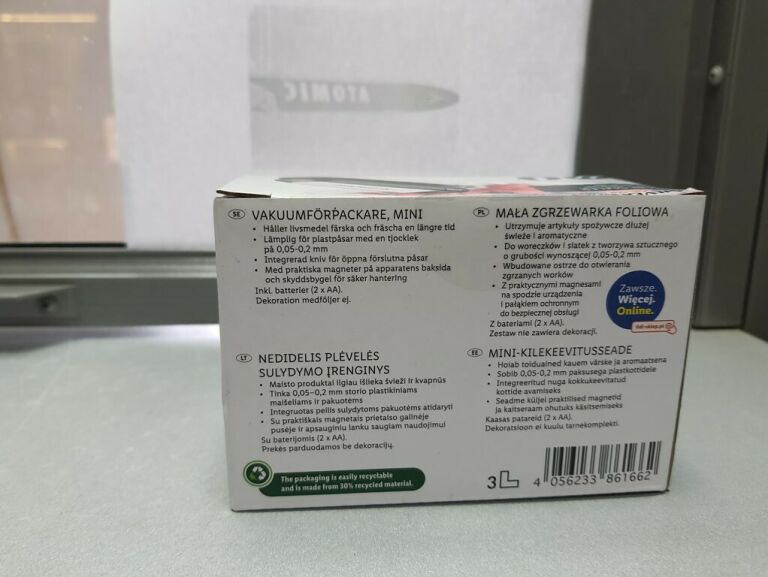 ATOMIC
SE VAKUUMFÖRPACKARE, MINI
• Håller livsmedel färska och fräscha en längre tid
• Lämplig för plastpåsar med en tjocklek
på 0,05-0,2 mm
• Integrerad kniv för öppna förslutna påsar
• Med praktiska magneter på apparatens baksida
och skyddsbygel för säker hantering
Inkl. batterier (2 x AA).
Dekoration medföljer ej.
PL MAŁA ZGRZEWARKA FOLIOWA
• Utrzymuje artykuły spożywcze dłużej
świeże i aromatyczne
• Do woreczków i siatek z tworzywa sztucznego
o grubości wynoszącej 0,05-0,2 mm
• Wbudowane ostrze do otwierania
zgrzanych worków
• Z praktycznymi magnesami
na spodzie urządzenia
i pałąkiem ochronnym
do bezpiecznej obsługi
Z bateriami (2 x AA).
Zestaw nie zawiera dekoracji.
Zawsze.
Więcej.
Online.
lidl-sklep.pl
LT NEDIDELIS PLĖVELĖS
SULYDYMO ĮRENGINYS
• Maisto produktai ilgiau išlieka švieži ir kvapnūs
• Tinka 0,05–0,2 mm storio plastikiniams
maišeliams ir pakuotėms
• Integruotas peilis sulydytoms pakuotėms atidaryti
• Su praktiškais magnetais prietaiso galinėje
pusėje ir apsauginiu lanku saugiam naudojimui
Su baterijomis (2 x AA).
Prekės parduodamos be dekoracijų.
EE MINI-KILEKEEVITUSSEADE
• Hoiab toiduained kauem värske ja aromaatsena
• Sobib 0,05-0,2 mm paksusega plastkottidele
• Integreeritud nuga kokkukeevitatud
kottide avamiseks
• Seadme küljel praktilised magnetid
ja kaitseraam ohutuks käsitsemiseks
Kaasas patareid (2 x AA).
Dekoratsioon ei kuulu tarnekomplekti.
The packaging is easily recyclable
and is made from 30% recycled material.
3L
4 056233 861662